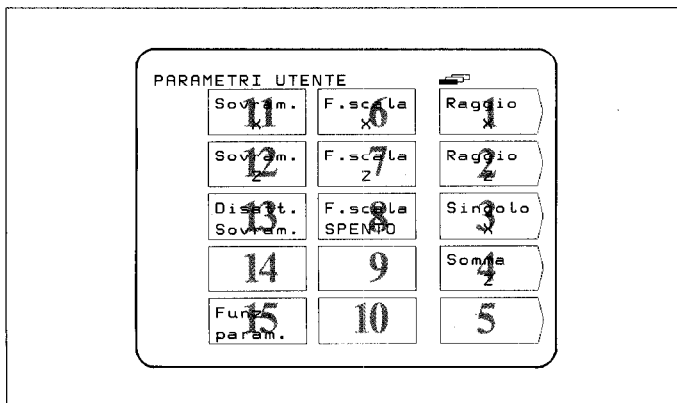 PARAMETRI UTENTE
Sovram.
X
11
F.scala
X
6
Raggio
X
1
Sovram.
Z
12
F.scala
Z
7
Raggio
Z
2
Disatt.
Sovram.
13
F.scala
SPENTO
8
Singolo
X
3
14
9
Somma
Z
4
Funz.
param.
15
10
5